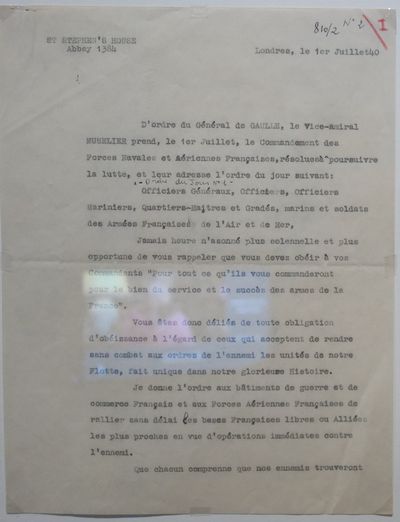 ST STEPHEN'S HOUSE
Abbey 1384
810/2 N° 2
I
Londres, le 1er Juillet40
D'ordre du Général de GAULLE, le Vice-amiral
MUSELIER prend, le 1er Juillet, le Commandement des
Forces Navales et Aériennes Françaises, résolues à poursuivre
la lutte, et leur adresse l'ordre du jour suivant:
"Ordre du Jour N° 1"
Officiers Généraux, Officiers, Officiers
Mariniers, Quartiers-Maîtres et Gradés, marins et soldats
des Armées Françaises de l'Air et de Mer,
Jamais heure n'a sonné plus solennelle et plus
opportune de vous rappeler que vous devez obéir à vos
Commandants "Pour tout ce qu'ils vous commanderont
pour le bien du service et le succès des armes de la
France".
Vous êtes donc déliés de toute obligation
d'obéissance à l'égard de ceux qui acceptent de rendre
sans combat aux ordres de l'ennemi les unités de notre
Flotte, fait unique dans notre glorieuse Histoire.
Je donne l'ordre aux bâtiments de guerre et de
commerce Français et aux Forces Aériennes Françaises de
rallier sans délai les bases Françaises libres ou Alliées
les plus proches en vue d'opérations immédiates contre
l'ennemi.
Que chacun comprenne que nos ennemis trouveront